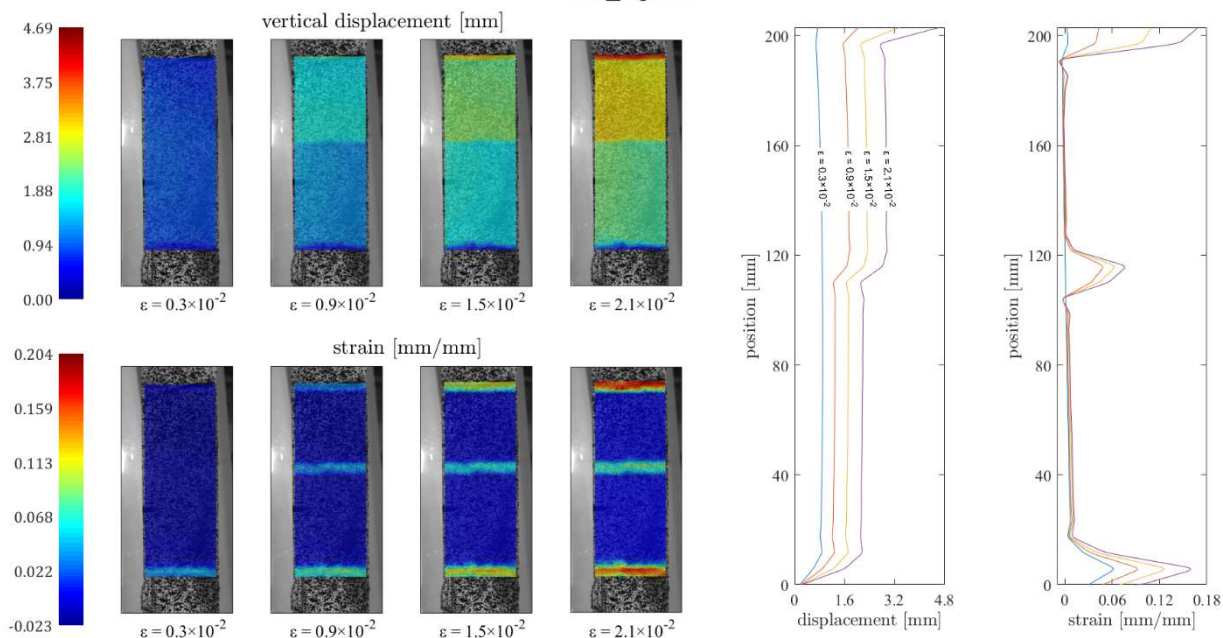 vertical displacement [mm]
4.69
3.75
2.81
1.88
0.94
0.00
ε = 0.3×10⁻²
ε = 0.9×10⁻²
ε = 1.5×10⁻²
ε = 2.1×10⁻²
strain [mm/mm]
0.204
0.159
0.113
0.068
0.022
-0.023
ε = 0.3×10⁻²
ε = 0.9×10⁻²
ε = 1.5×10⁻²
ε = 2.1×10⁻²
position [mm]
200
160
120
80
40
0
ε = 0.3×10⁻²
ε = 0.9×10⁻²
ε = 1.5×10⁻²
ε = 2.1×10⁻²
0
1.6
3.2
4.8
displacement [mm]
position [mm]
200
160
120
80
40
0
0
0.06
0.12
0.18
strain [mm/mm]